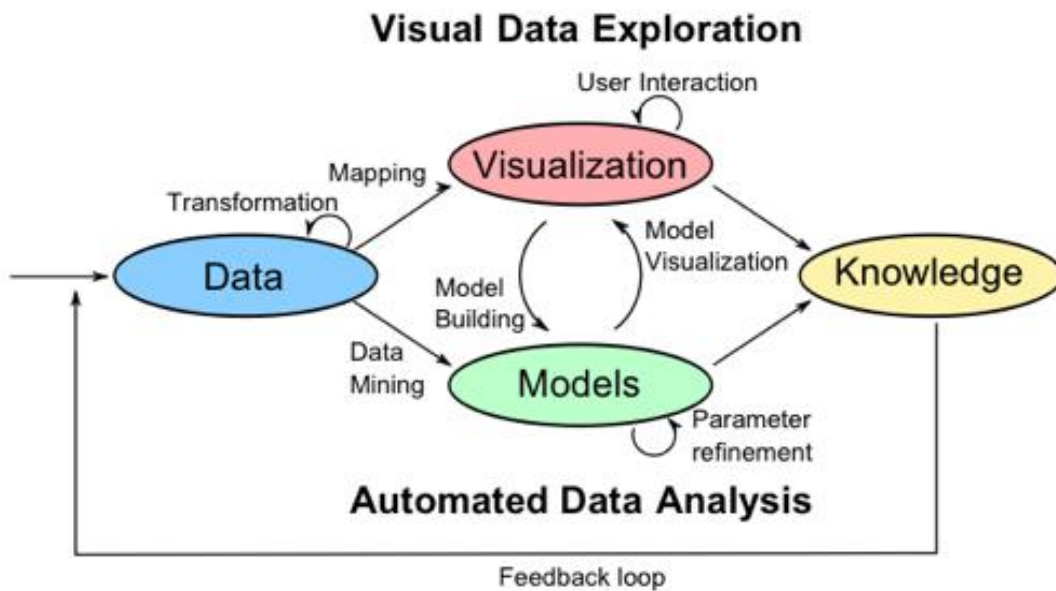 Visual Data Exploration
User Interaction
Visualization
Mapping
Transformation
Data
Model
Visualization
Knowledge
Model
Building
Data
Mining
Models
Parameter
refinement
Automated Data Analysis
Feedback loop